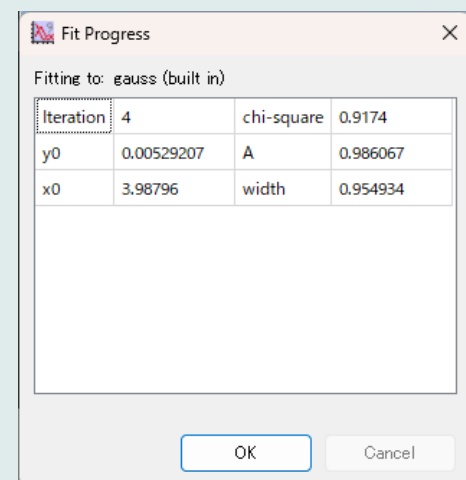 Fit Progress
Fitting to: gauss (built in)
Iteration 4 chi-square 0.9174
y0 0.00529207 A 0.986067
x0 3.98796 width 0.954934
OK Cancel